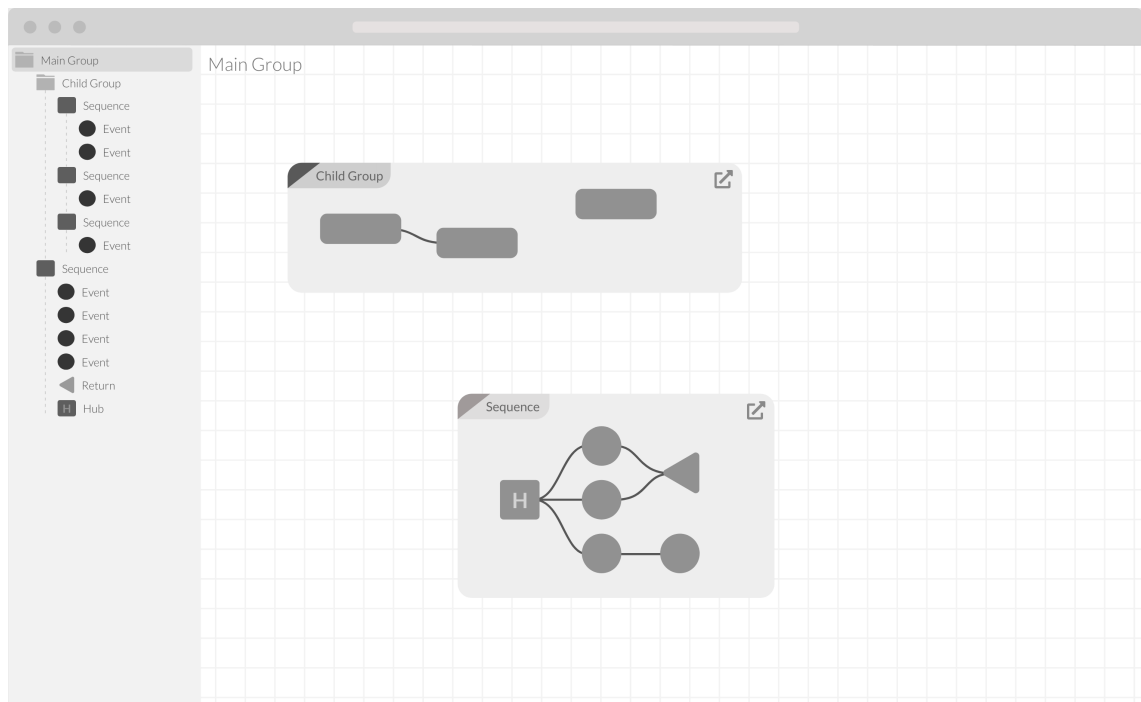 Main Group
Child Group
Sequence
Event
Event
Sequence
Event
Sequence
Event
Sequence
Event
Event
Event
Event
Return
H Hub
Main Group
Child Group
Sequence
H